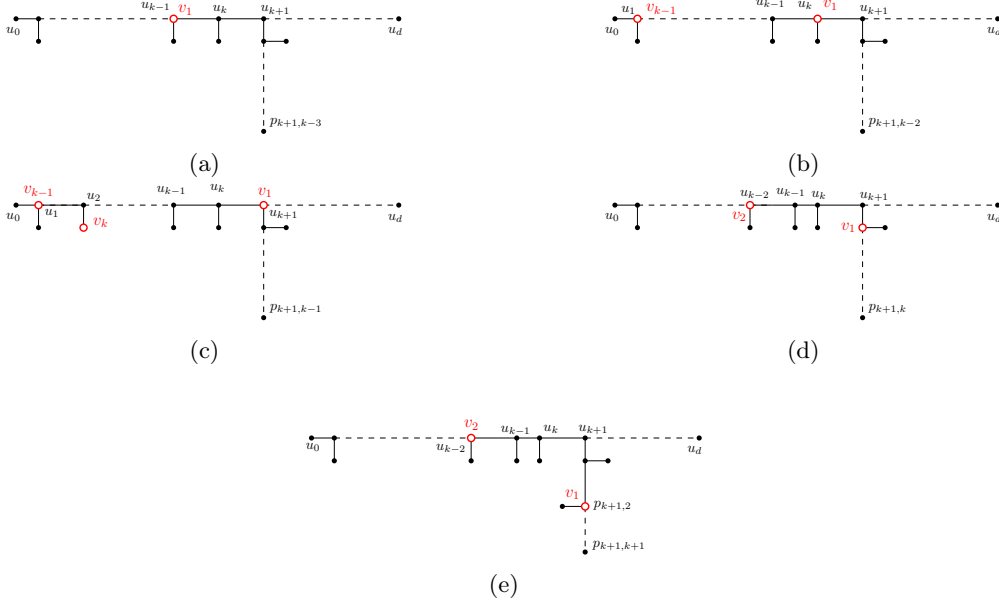 u_{k−1} v_1 u_{k+1}
u_0 u_k u_d
p_{k+1,k−3}
(a)
u_1 v_{k−1} u_{k−1} u_k v_1 u_{k+1}
u_0 u_d
p_{k+1,k−2}
(b)
v_{k−1} u_2 u_{k−1} u_k v_1
u_0 u_1 u_{k+1} u_d
v_k
p_{k+1,k−1}
(c)
u_{k−2} u_{k−1} u_k u_{k+1}
u_0 v_2 v_1 u_d
p_{k+1,k}
(d)
v_2 u_{k−1} u_k u_{k+1}
u_0 u_{k−2} u_d
v_1 p_{k+1,2}
p_{k+1,k+1}
(e)